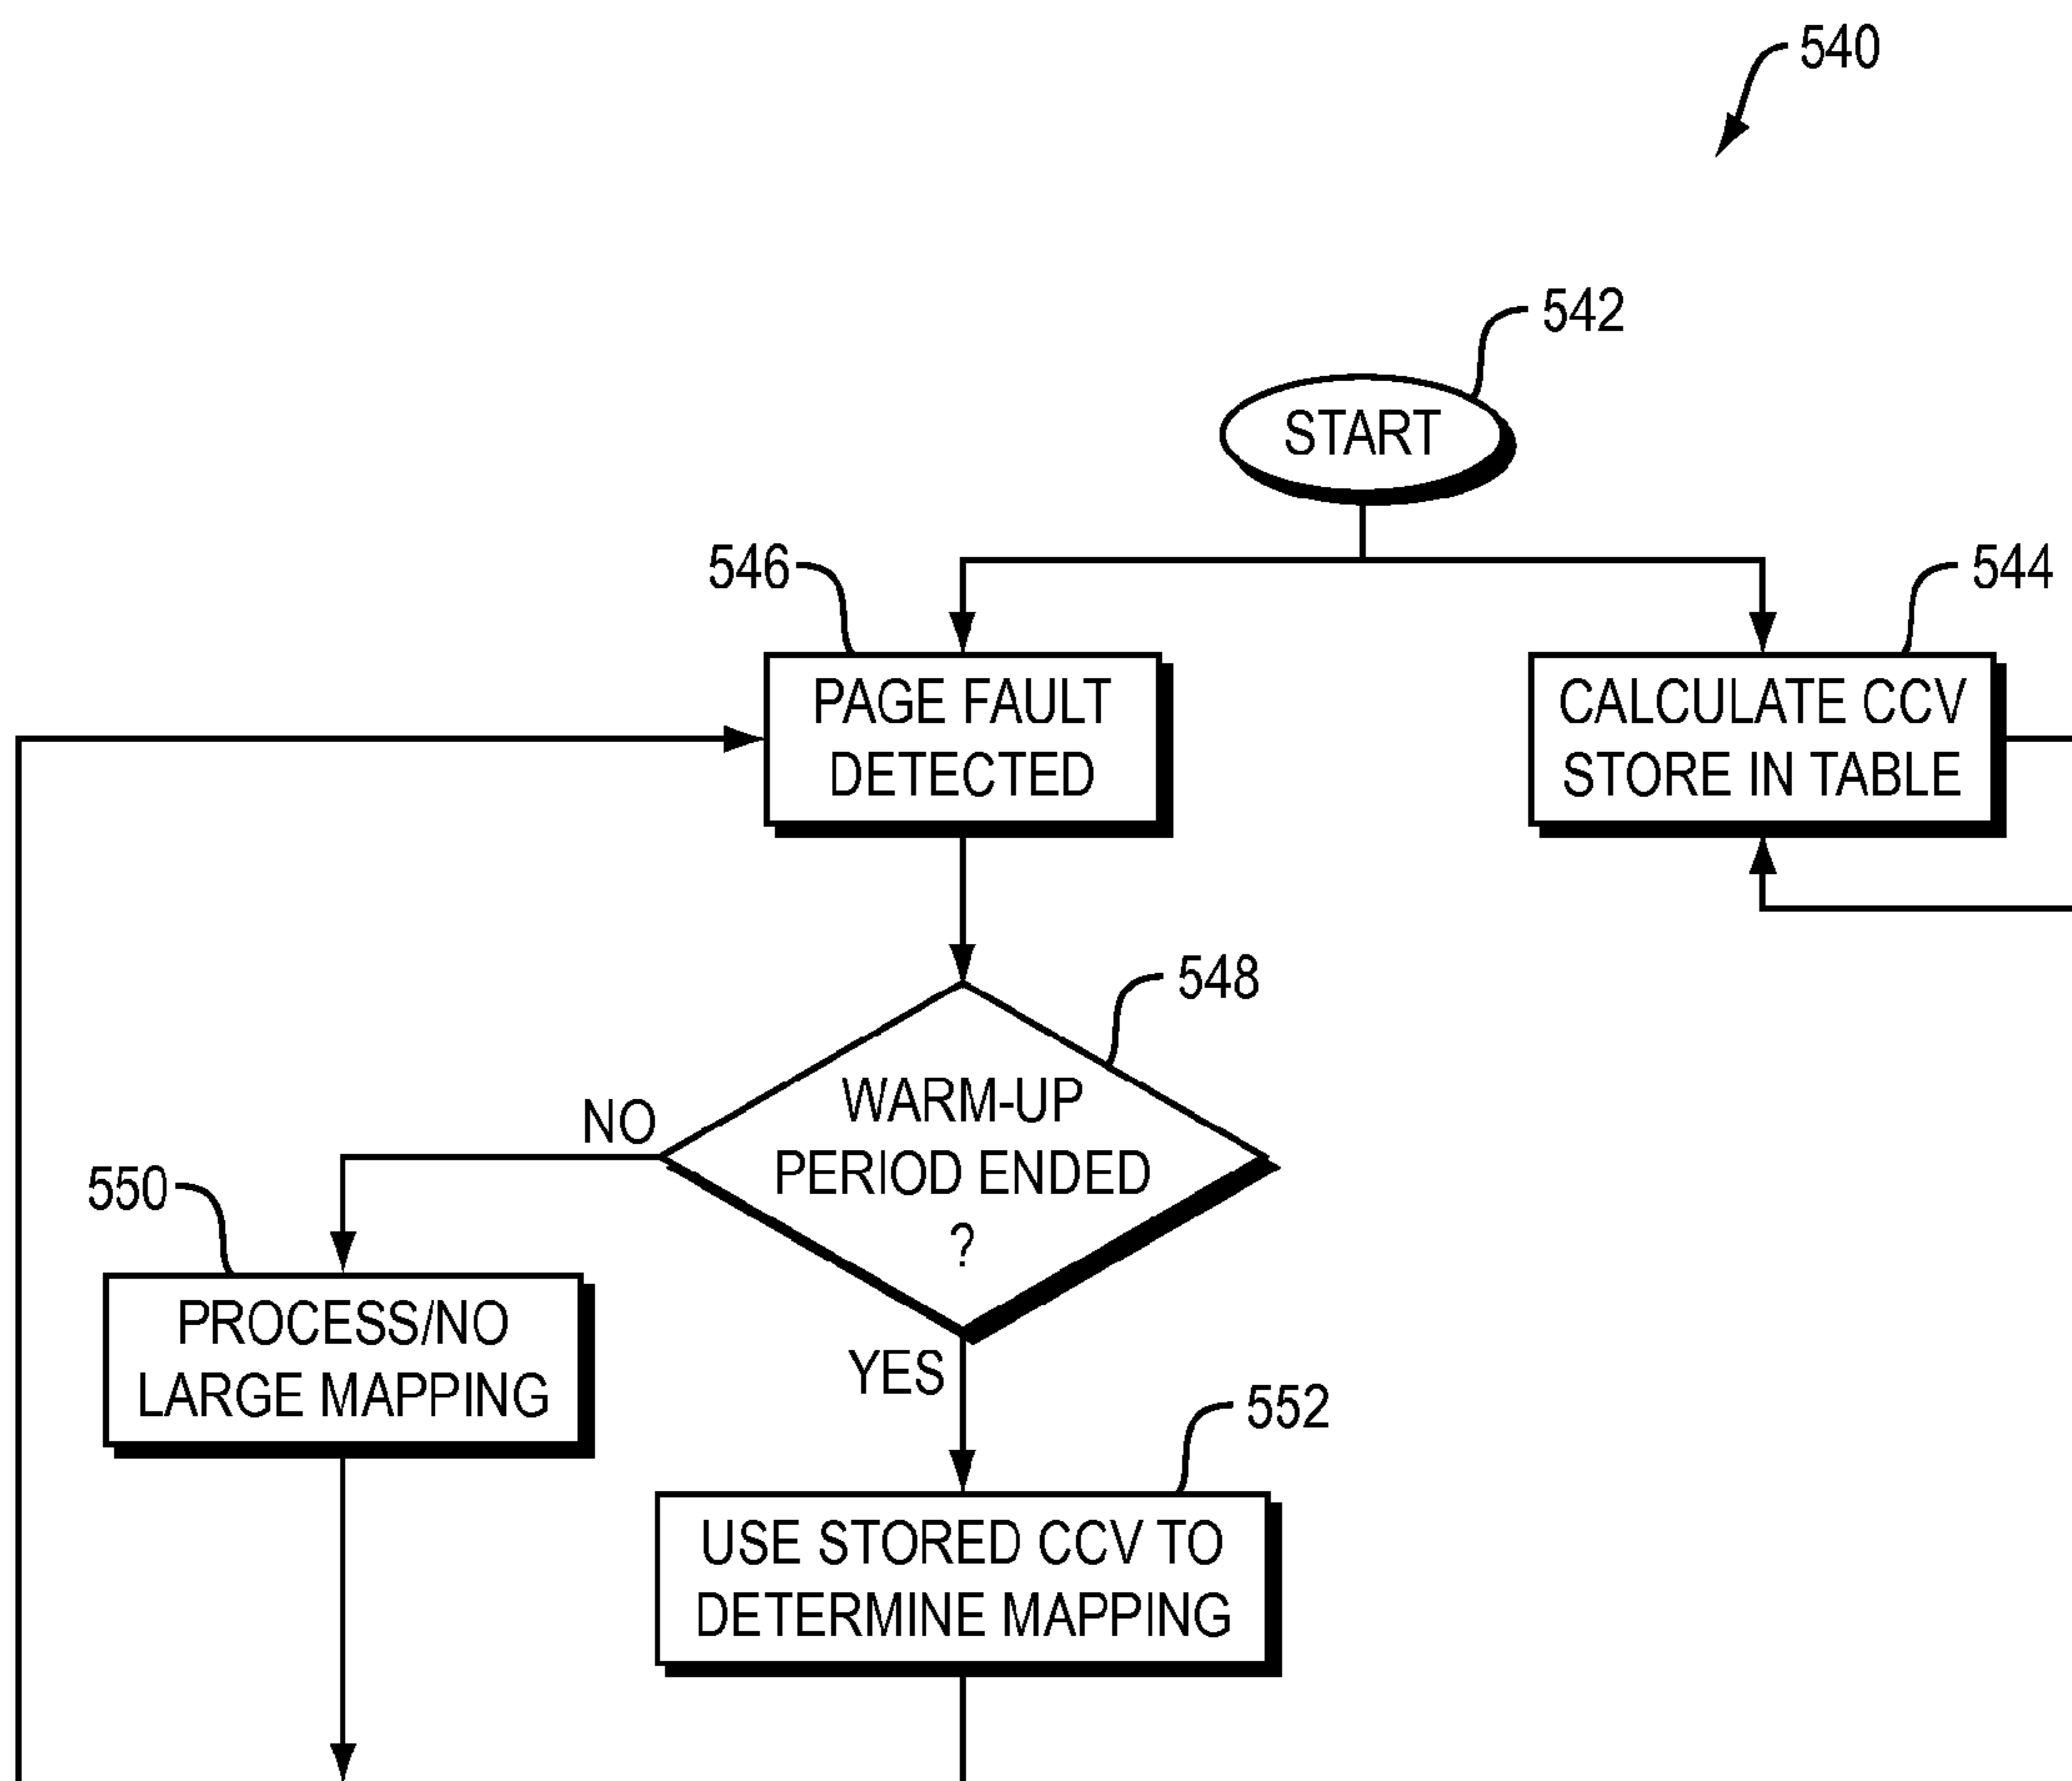 540
542
START
546
544
PAGE FAULT
DETECTED
CALCULATE CCV
STORE IN TABLE
548
WARM-UP
PERIOD ENDED
?
NO
550
PROCESS/NO
LARGE MAPPING
YES
552
USE STORED CCV TO
DETERMINE MAPPING